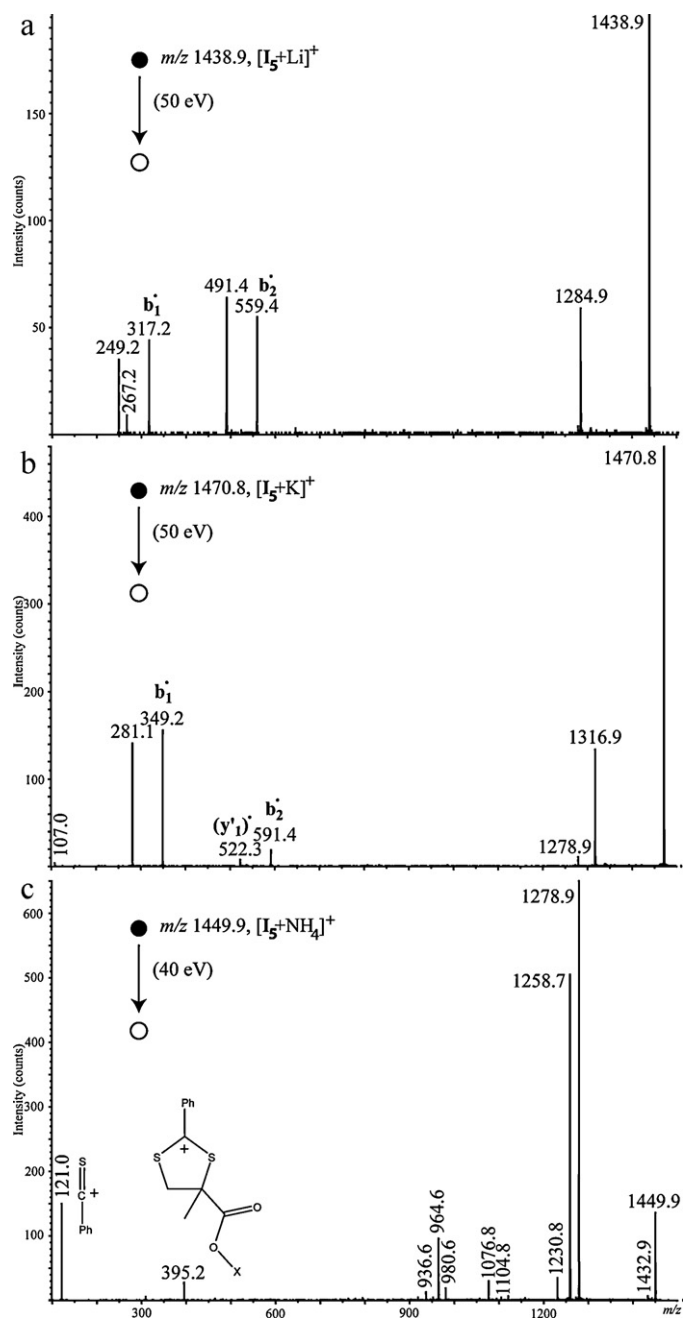 a
m/z 1438.9, [I5+Li]+
(50 eV)
1438.9
1284.9
491.4
b2•
559.4
b1•
317.2
249.2
267.2
Intensity (counts)
150
100
50
b
m/z 1470.8, [I5+K]+
(50 eV)
1470.8
1316.9
1278.9
b1•
349.2
281.1
(y'1)•
522.3
b2•
591.4
107.0
Intensity (counts)
400
300
200
100
c
m/z 1449.9, [I5+NH4]+
(40 eV)
1278.9
1258.7
1449.9
1432.9
1230.8
1104.8
1076.8
980.6
964.6
936.6
395.2
121.0
S
C
+
Ph
Ph
S
+
S
O
O
X
Intensity (counts)
600
500
400
300
200
100
300
600
900
1200
m/z